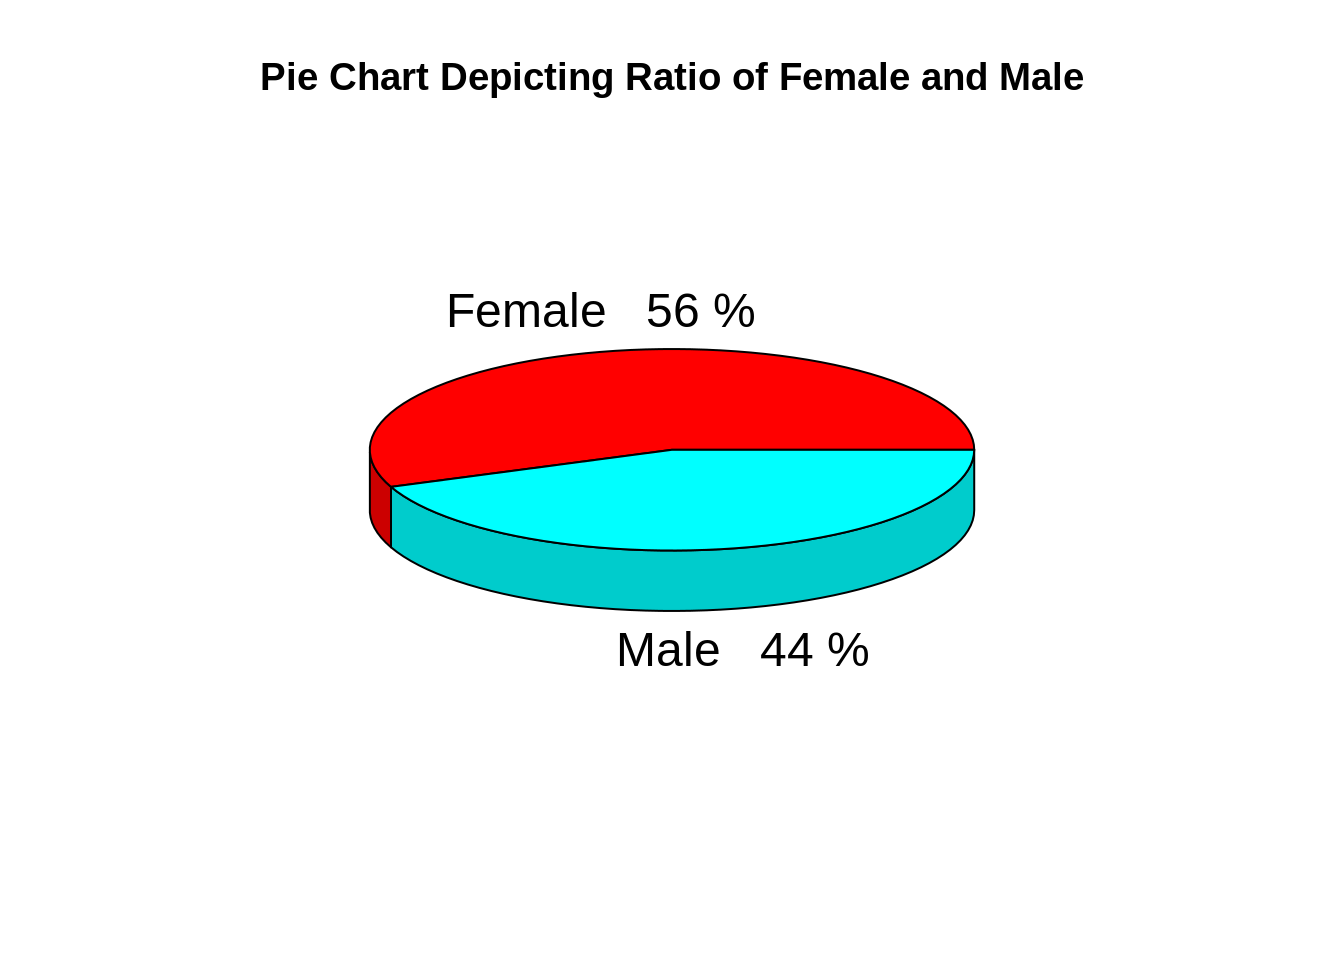 Pie Chart Depicting Ratio of Female and Male
Female 56 %
Male 44 %